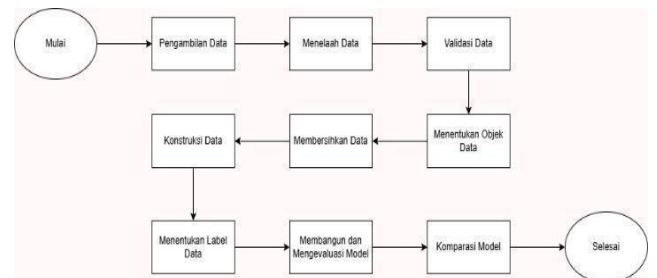 Mulai
Pengambilan Data
Menelaah Data
Validasi Data
Menentukan Objek
Data
Membersihkan Data
Konstruksi Data
Menentukan Label
Data
Membangun dan
Mengevaluasi Model
Komparasi Model
Selesai